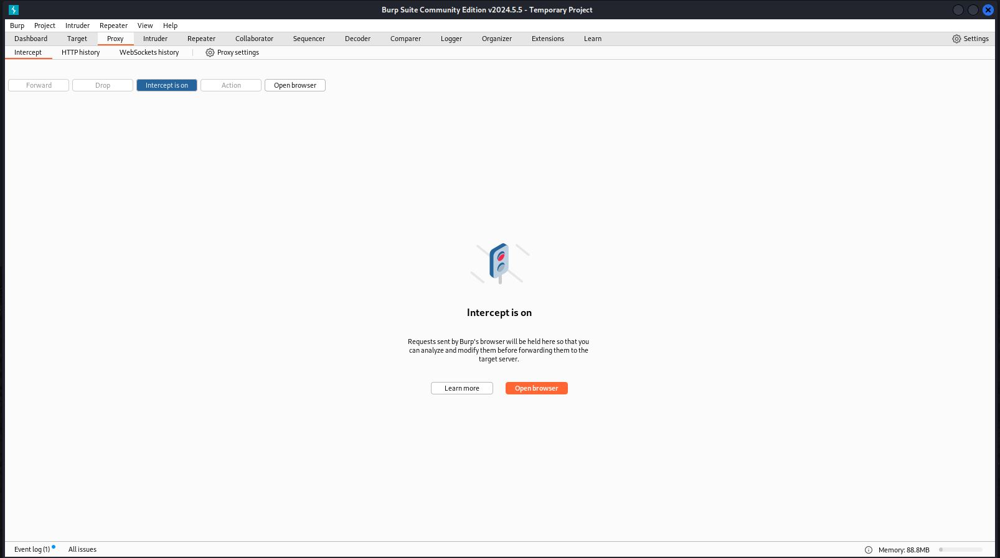 Burp Suite Community Edition v2024.5.5 - Temporary Project
Burp Project Intruder Repeater View Help
Dashboard Target Proxy Intruder Repeater Collaborator Sequencer Decoder Comparer Logger Organizer Extensions Learn Settings
Intercept HTTP history WebSockets history Proxy settings
Forward Drop Intercept is on Action Open browser
Intercept is on
Requests sent by Burp's browser will be held here so that you
can analyze and modify them before forwarding them to the
target server.
Learn more Open browser
Event log (1) All issues Memory: 88.8MB